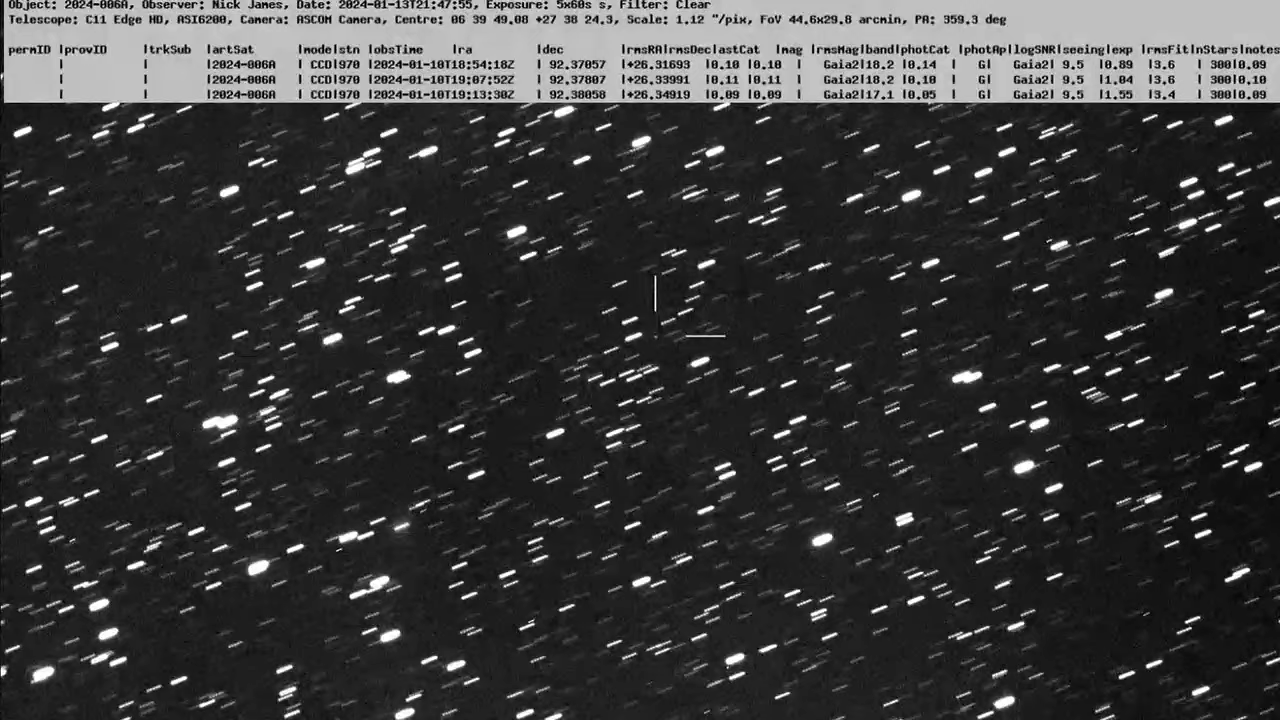 Object: 2024-006A, Observer: Nick James, Date: 2024-01-13T21:47:55, Exposure: 5x60s s, Filter: Clear
Telescope: C11 Edge HD, ASI6200, Camera: ASCOM Camera, Centre: 06 39 49.08 +27 38 24.3, Scale: 1.12 "/pix, FoV 44.6x29.8 arcmin, PA: 359.3 deg
permID |provID |trkSub |artSat |mode|stn |obsTime |ra |dec |rmsRA|rmsDec|astCat |mag |rmsMag|band|photCat |photAp|logSNR|seeing|exp |rmsFit|nStars|notes
| | |2024-006A | CCD|970 |2024-01-10T18:54:18Z | 92.37057 |+26.31693 |0.10 |0.10 | Gaia2|18.2 |0.14 | G| Gaia2| 9.5 |0.89 |3.6 | 300|0.09
| | |2024-006A | CCD|970 |2024-01-10T19:07:52Z | 92.37807 |+26.33991 |0.11 |0.11 | Gaia2|18.2 |0.10 | G| Gaia2| 9.5 |1.04 |3.6 | 300|0.10
| | |2024-006A | CCD|970 |2024-01-10T19:13:30Z | 92.38058 |+26.34919 |0.09 |0.09 | Gaia2|17.1 |0.05 | G| Gaia2| 9.5 |1.55 |3.4 | 300|0.09